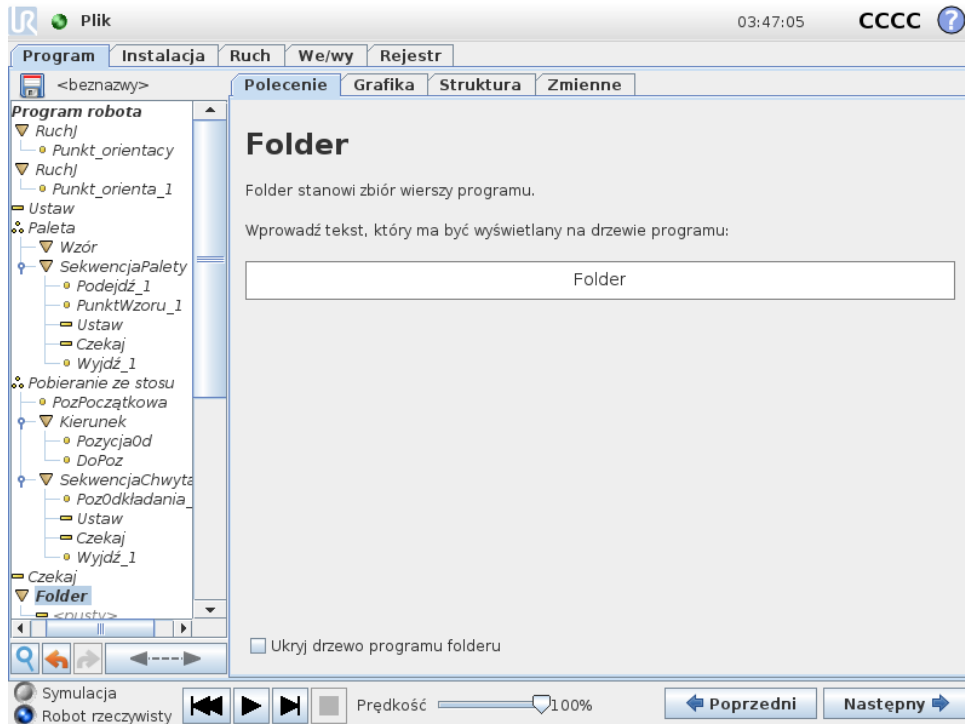 Plik
03:47:05
CCCC
?
Program Instalacja Ruch We/wy Rejestr
<beznazwy>
Polecenie Grafika Struktura Zmienne
Program robota
RuchJ
Punkt_orientacy
RuchJ
Punkt_orienta_1
Ustaw
Paleta
Wzór
SekwencjaPalety
Podejdź_1
PunktWzoru_1
Ustaw
Czekaj
Wyjdź_1
Pobieranie ze stosu
PozPoczątkowa
Kierunek
PozycjaOd
DoPoz
SekwencjaChwyta
PozOdkładania_
Ustaw
Czekaj
Wyjdź_1
Czekaj
Folder
<pusty>
Folder
Folder stanowi zbiór wierszy programu.
Wprowadź tekst, który ma być wyświetlany na drzewie programu:
Folder
Ukryj drzewo programu folderu
Symulacja
Robot rzeczywisty
Prędkość 100%
Poprzedni
Następny